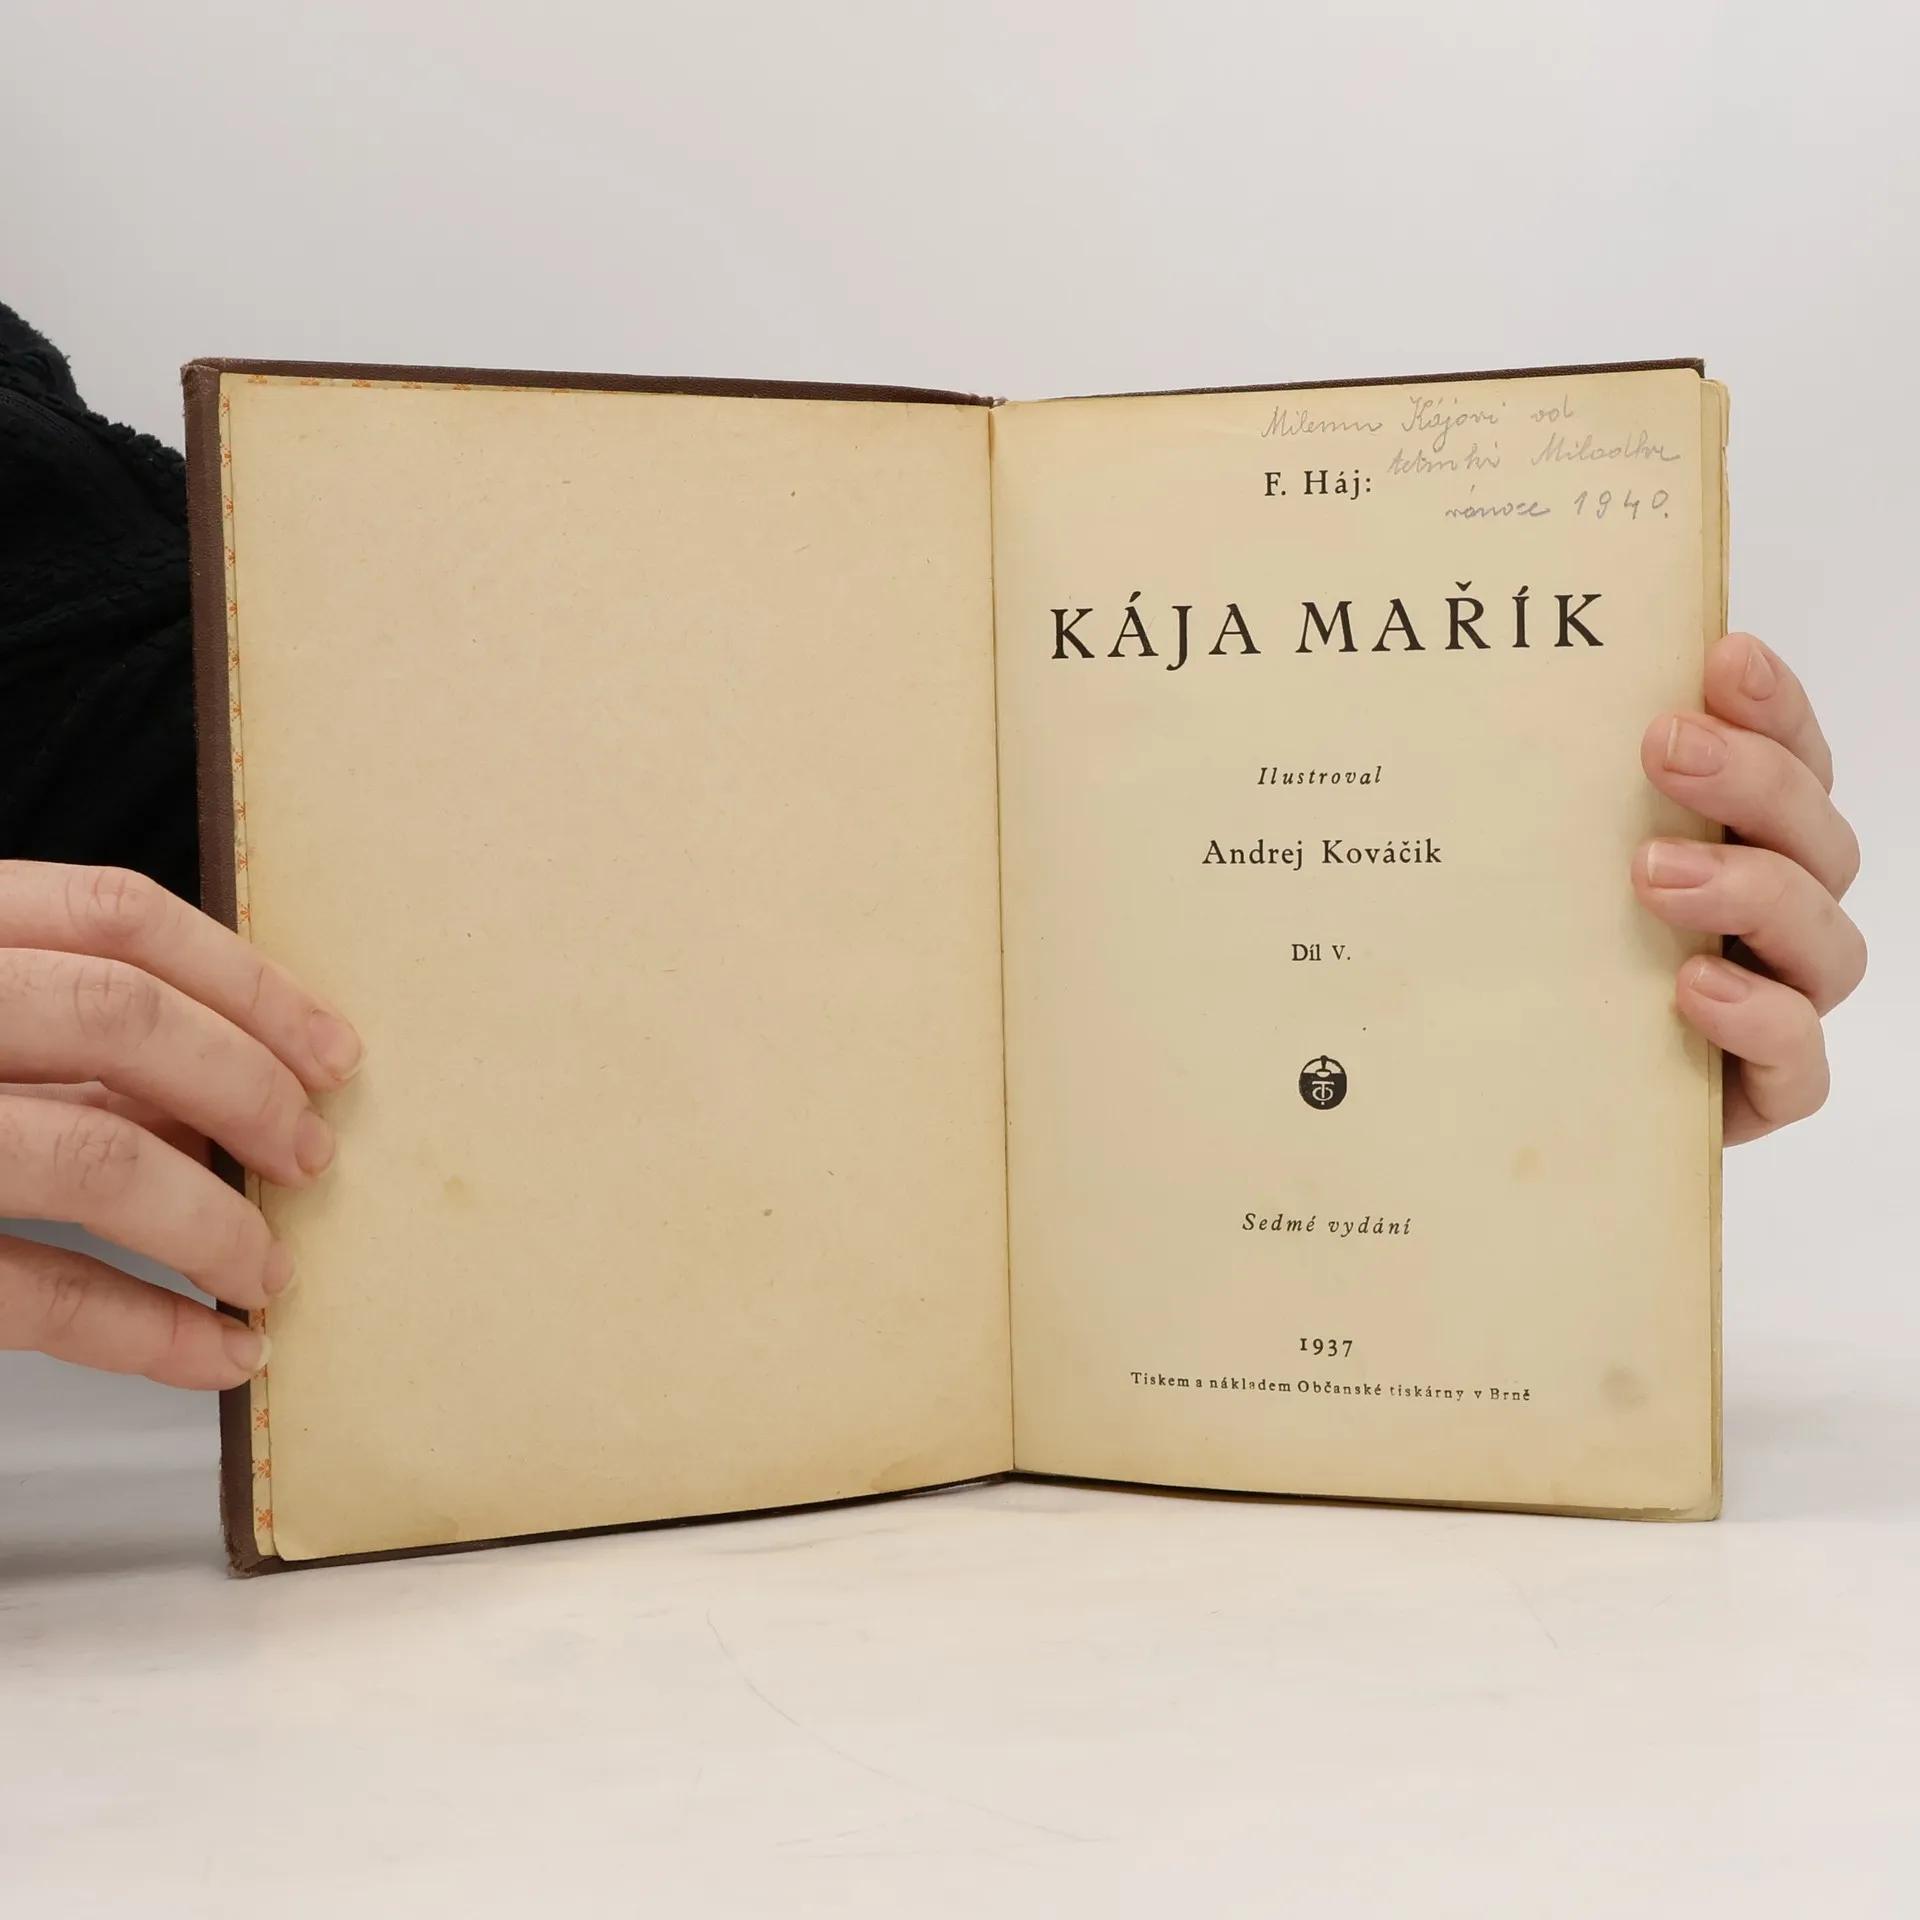 Milemu Kájovi od
tetinky Miladky
vánoce 1940.
F. Háj:
KÁJA MAŘÍK
Ilustroval
Andrej Kováčik
Díl V.
Sedmé vydání
1937
Tiskem a nákladem Občanské tiskárny v Brně